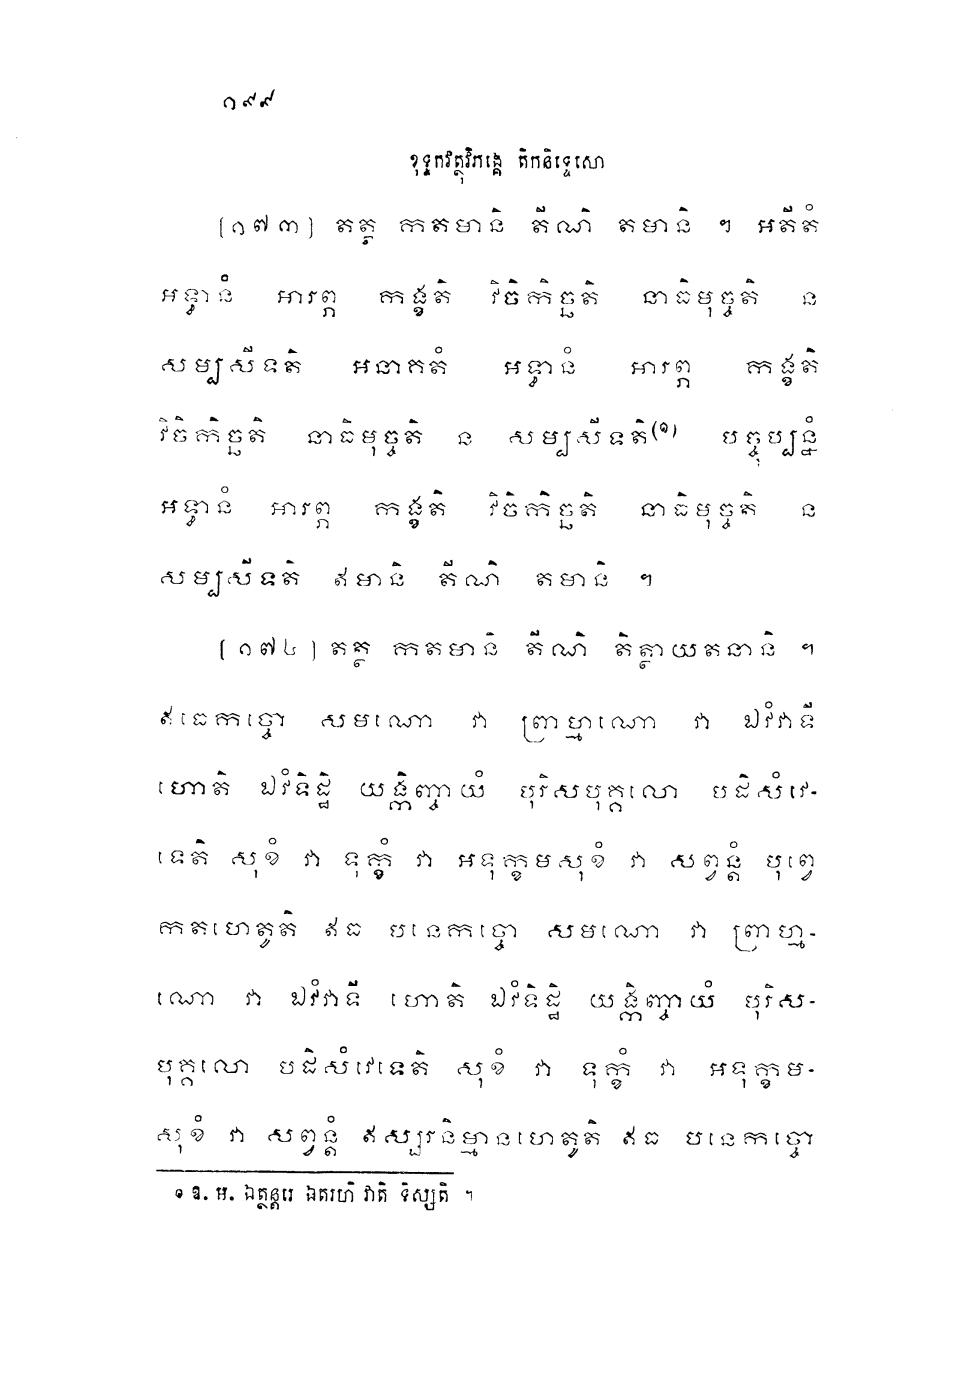 ១៩៩
ខុទ្ទកវត្ថុវិភង្គេ តិកនិទ្ទេសោ
[១៧៣] តត្ថ កតមានិ តីណិ តមានិ ។ អតីតំ
អទ្ធានំ អារព្ភ កង្ខតិ វិចិកិច្ឆតិ នាធិមុច្ចតិ ន
សម្បសីទតិ អនាគតំ អទ្ធានំ អារព្ភ កង្ខតិ
វិចិកិច្ឆតិ នាធិមុច្ចតិ ន សម្បសីទតិ(១) បច្ចុប្បន្នំ
អទ្ធានំ អារព្ភ កង្ខតិ វិចិកិច្ឆតិ នាធិមុច្ចតិ ន
សម្បសីទតិ ឥមានិ តីណិ តមានិ ។
[១៧៤] តត្ថ កតមានិ តីណិ តិត្ថាយតនានិ ។
ឥធេកច្ចោ សមណោ វា ព្រាហ្មណោ វា ឯវំវាទី
ហោតិ ឯវំទិដ្ឋិ យង្កិញ្ចាយំ បុរិសបុគ្គលោ បដិសំវេ-
ទេតិ សុខំ វា ទុក្ខំ វា អទុក្ខមសុខំ វា សព្វន្តំ បុព្វេ
កតហេតូតិ ឥធ បនេកច្ចោ សមណោ វា ព្រាហ្ម-
ណោ វា ឯវំវាទី ហោតិ ឯវំទិដ្ឋិ យង្កិញ្ចាយំ បុរិស-
បុគ្គលោ បដិសំវេទេតិ សុខំ វា ទុក្ខំ វា អទុក្ខម-
សុខំ វា សព្វន្តំ ឥស្សរនិម្មានហេតូតិ ឥធ បនេកច្ចោ
១ ឱ. ម. ឯត្ថន្តរេ ឯតរហិ វាតិ ទិស្សតិ ។